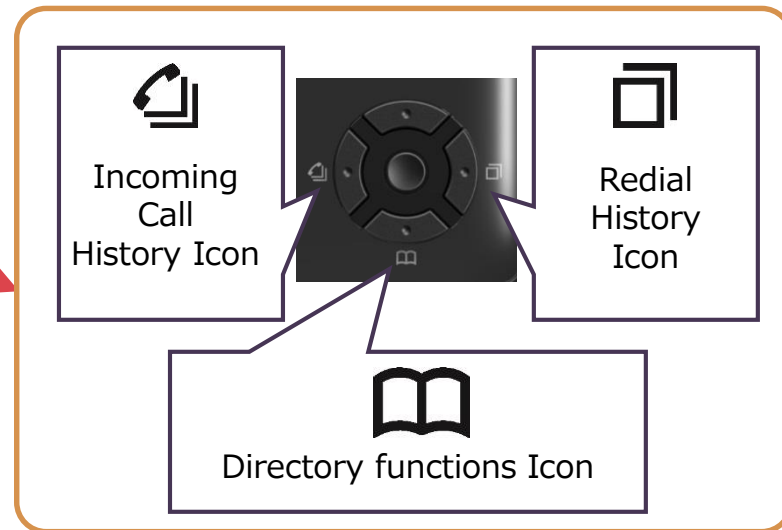 Incoming
Call
History Icon
Redial
History
Icon
Directory functions Icon